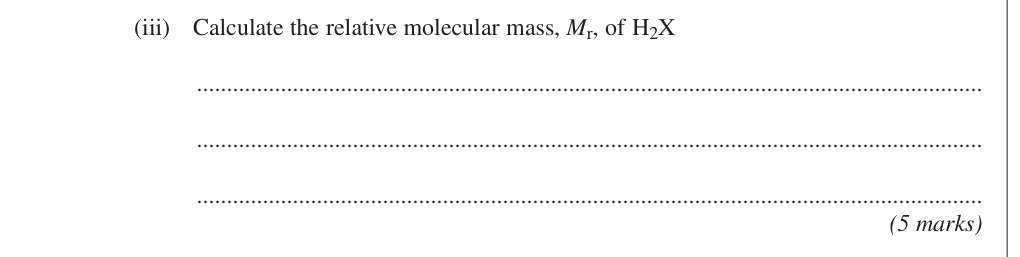 (iii) Calculate the relative molecular mass, Mr, of H2X
(5 marks)